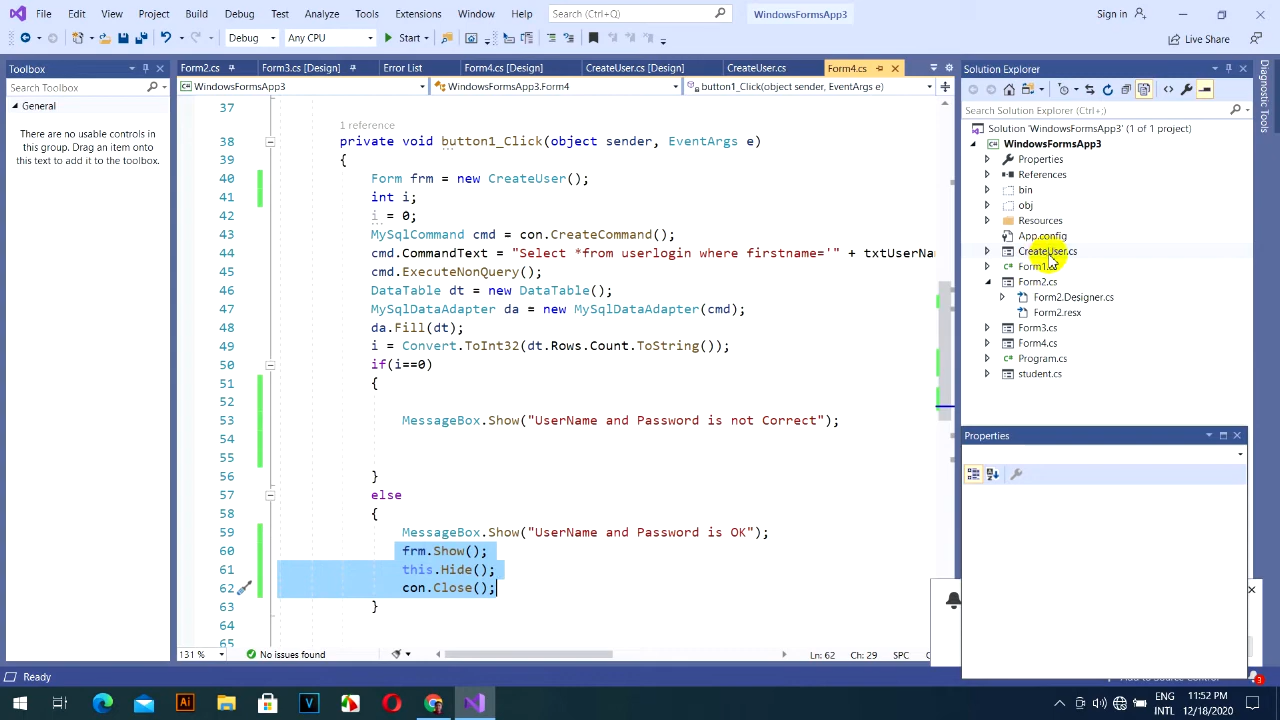 File Edit View Git Project Build Debug Test Analyze Tools Extensions Window Help Search (Ctrl+Q) WindowsFormsApp3 Sign in
Debug Any CPU Start Live Share
Toolbox
Search Toolbox
General
There are no usable controls in
this group. Drag an item onto
this text to add it to the toolbox.
Form2.cs Form3.cs [Design] Error List Form4.cs [Design] CreateUser.cs [Design] CreateUser.cs Form4.cs
WindowsFormsApp3 WindowsFormsApp3.Form4 button1_Click(object sender, EventArgs e)
37
1 reference
38 private void button1_Click(object sender, EventArgs e)
39 {
40 Form frm = new CreateUser();
41 int i;
42 i = 0;
43 MySqlCommand cmd = con.CreateCommand();
44 cmd.CommandText = "Select *from userlogin where firstname='" + txtUserNam
45 cmd.ExecuteNonQuery();
46 DataTable dt = new DataTable();
47 MySqlDataAdapter da = new MySqlDataAdapter(cmd);
48 da.Fill(dt);
49 i = Convert.ToInt32(dt.Rows.Count.ToString());
50 if(i==0)
51 {
52
53 MessageBox.Show("UserName and Password is not Correct");
54
55
56 }
57 else
58 {
59 MessageBox.Show("UserName and Password is OK");
60 frm.Show();
61 this.Hide();
62 con.Close();
63 }
64
65
131 % No issues found Ln: 62 Ch: 29 SPC
Solution Explorer
Search Solution Explorer (Ctrl+;)
Solution 'WindowsFormsApp3' (1 of 1 project)
WindowsFormsApp3
Properties
References
bin
obj
Resources
App.config
CreateUser.cs
Form1.cs
Form2.cs
Form2.Designer.cs
Form2.resx
Form3.cs
Form4.cs
Program.cs
student.cs
Properties
Diagnostic Tools
Ready
ENG
INTL
11:52 PM
12/18/2020
3